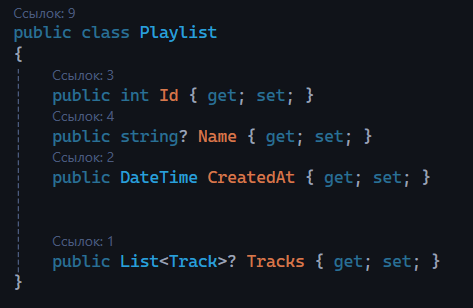 Ссылок: 9
public class Playlist
{
Ссылок: 3
public int Id { get; set; }
Ссылок: 4
public string? Name { get; set; }
Ссылок: 2
public DateTime CreatedAt { get; set; }
Ссылок: 1
public List<Track>? Tracks { get; set; }
}